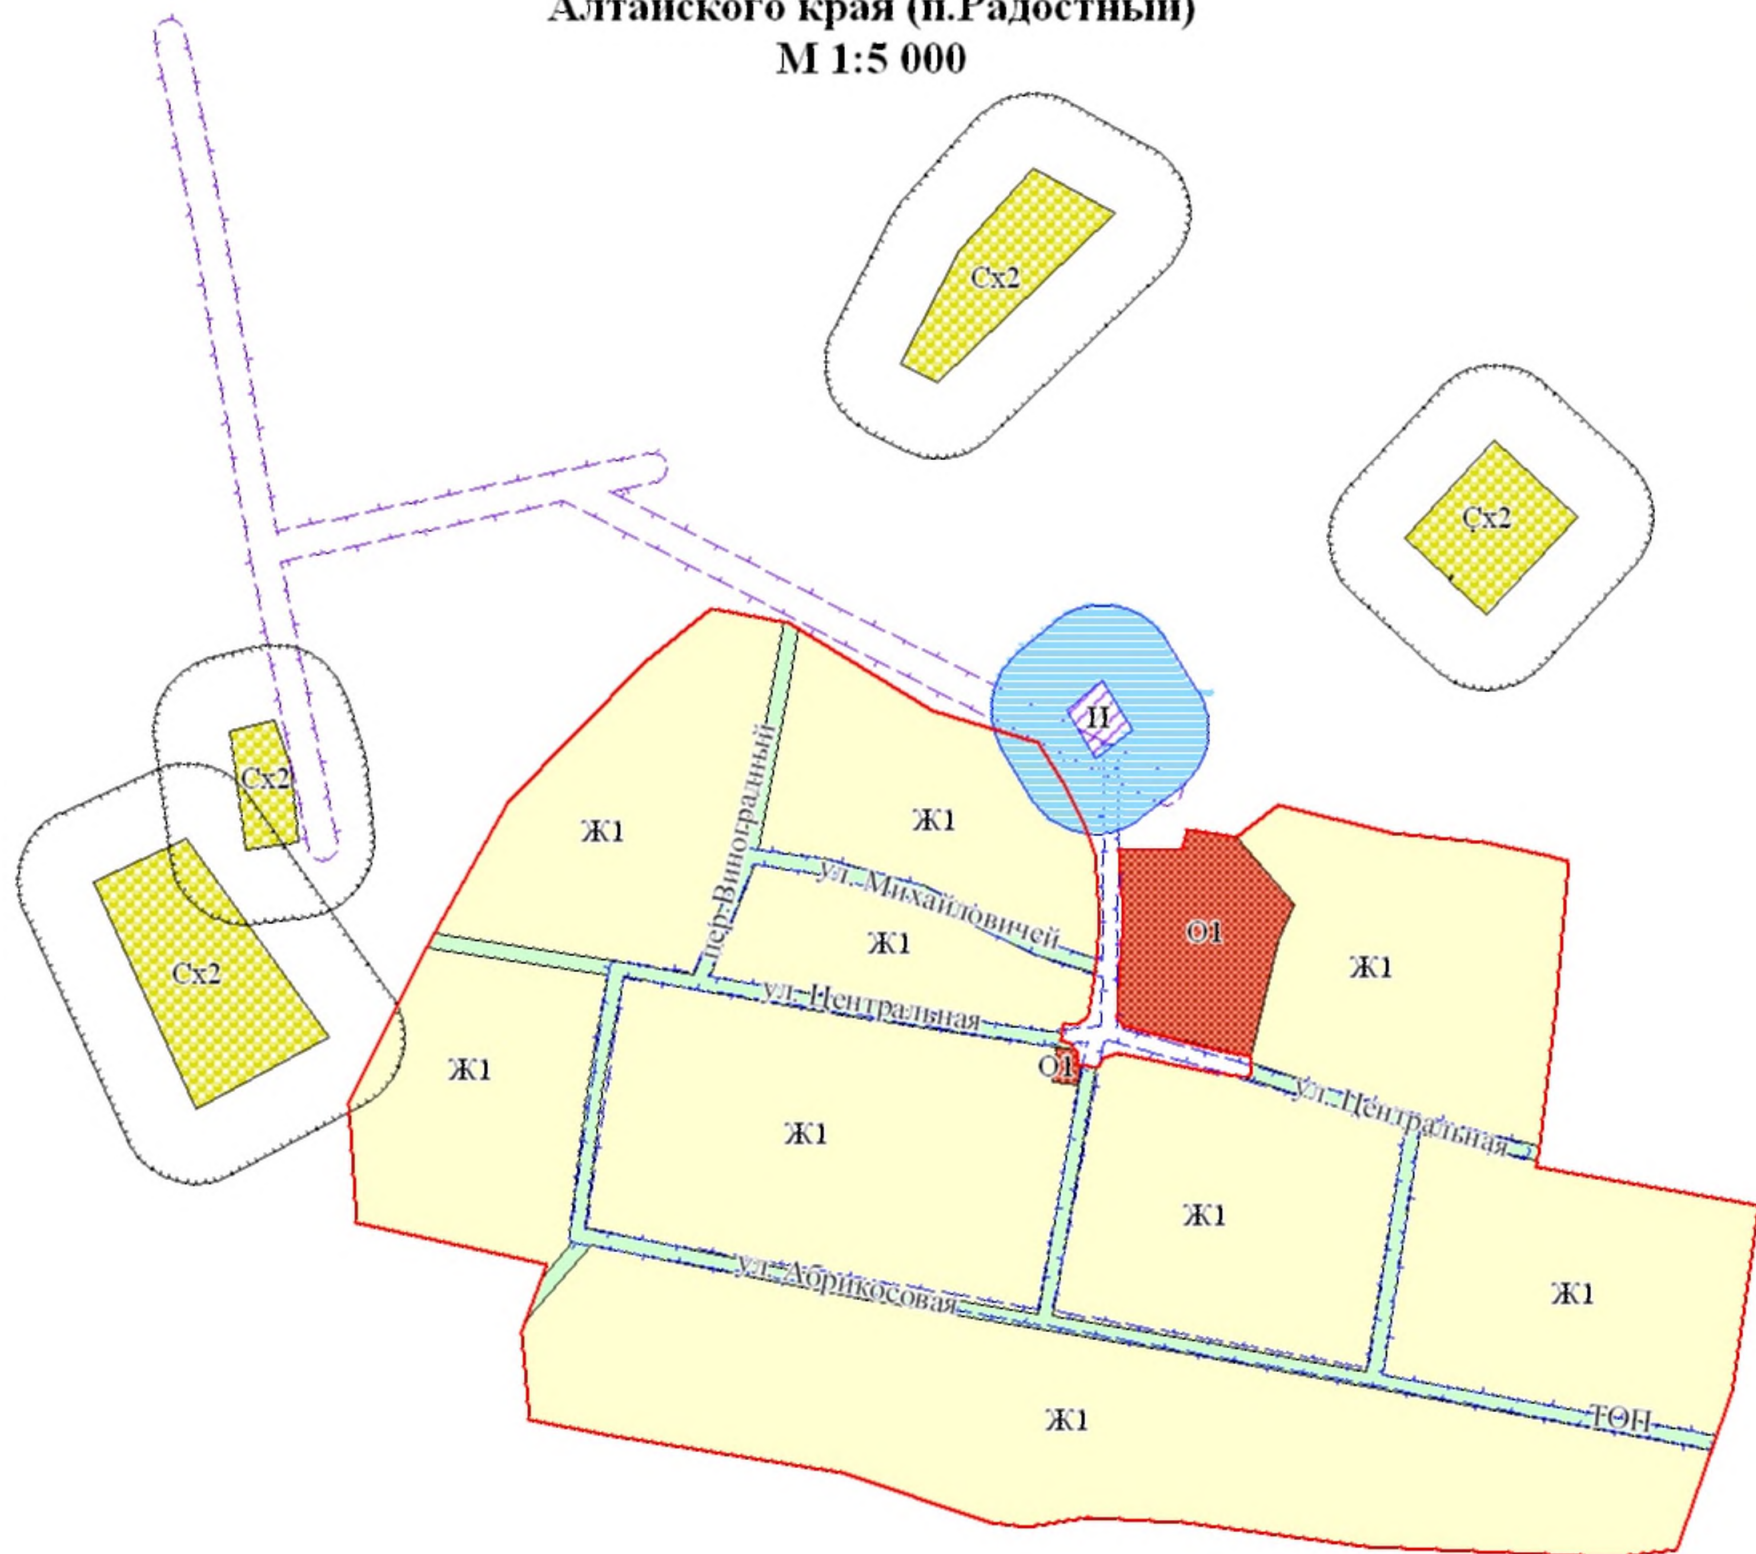 Алтайского края (п.Радостный)
М 1:5 000
Сх2
Сх2
П
Сх2
Ж1
Ж1
пер.Виноградный
ул. Михайловичей
О1
Ж1
Ж1
Сх2
ул. Центральная
О1
Ж1
ул. Центральная
Ж1
Ж1
ул. Абрикосовая
Ж1
Ж1
ТОП